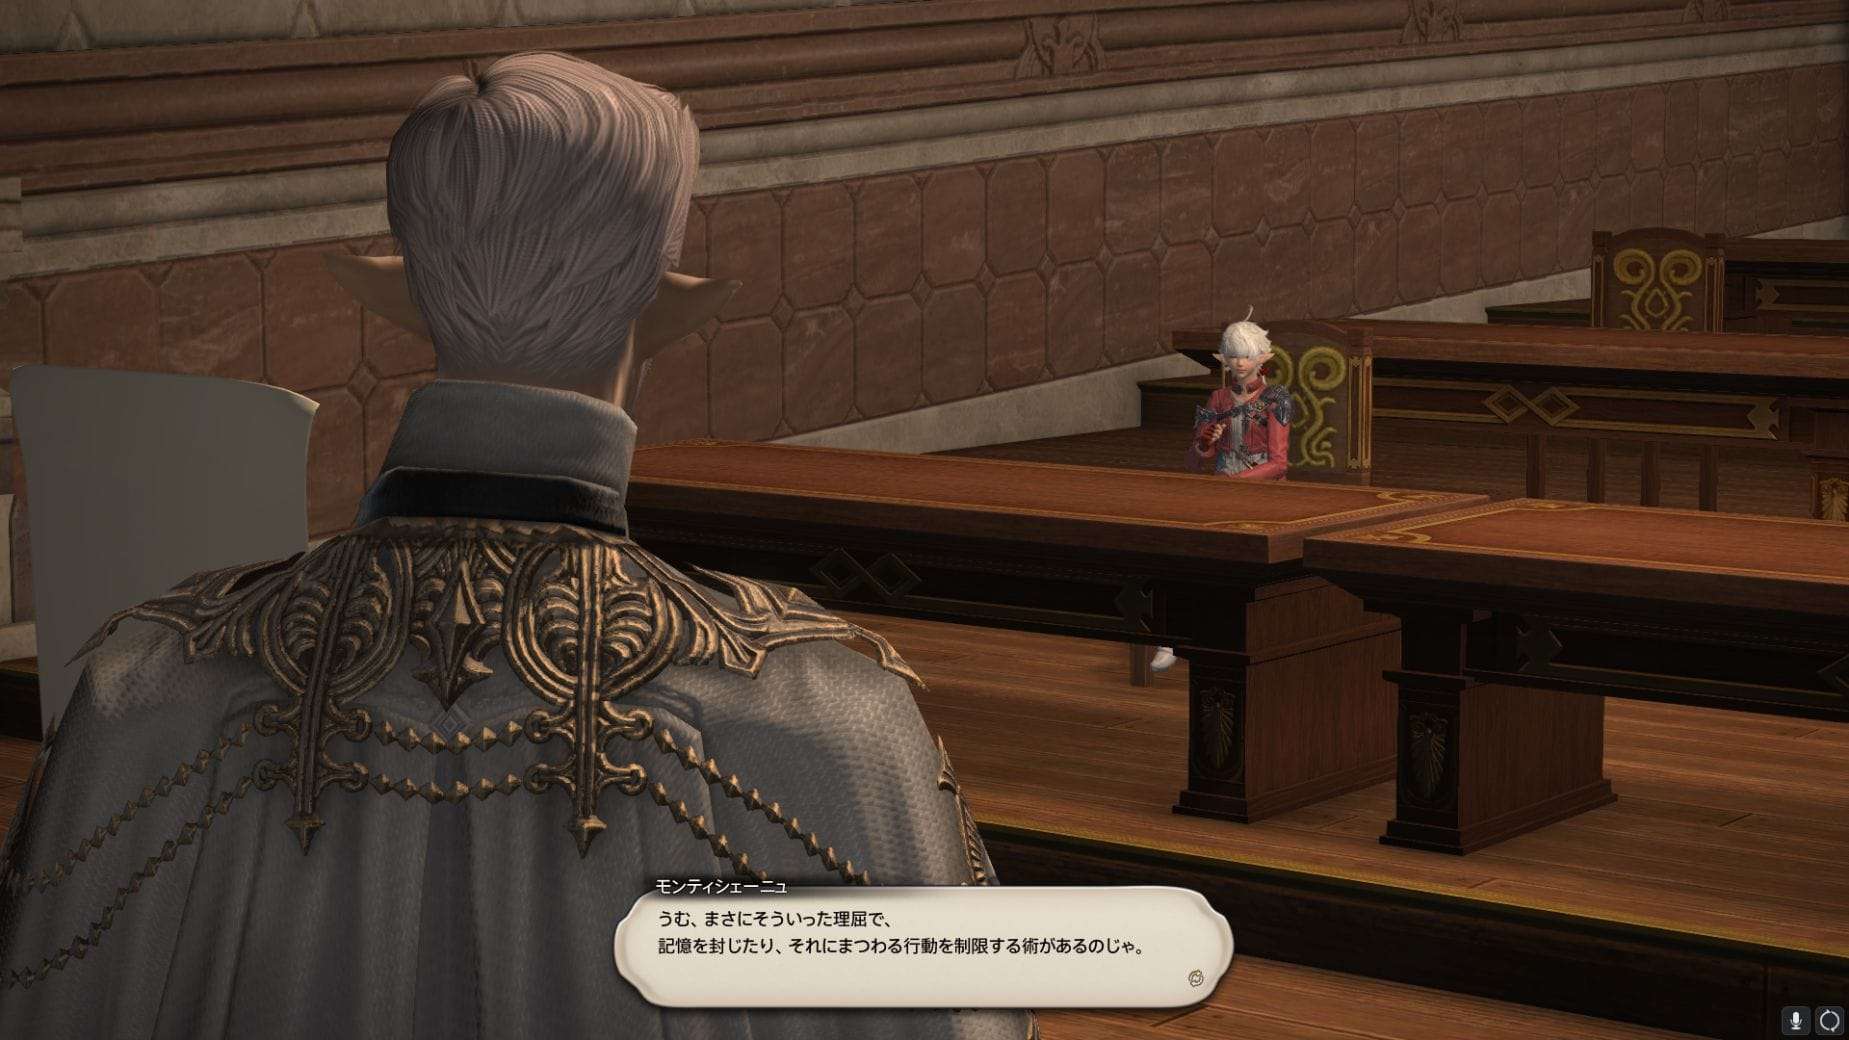 モンティシェーニュ
うむ、まさにそういった理屈で、
記憶を封じたり、それにまつわる行動を制限する術があるのじゃ。